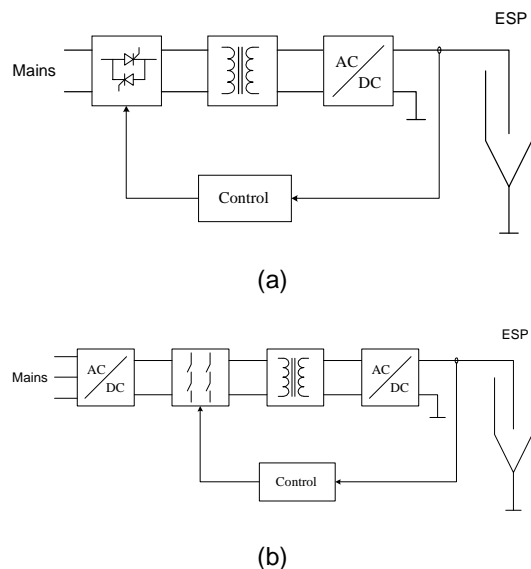 ESP
Mains
AC
DC
Control
(a)
ESP
Mains
AC
DC
AC
DC
Control
(b)